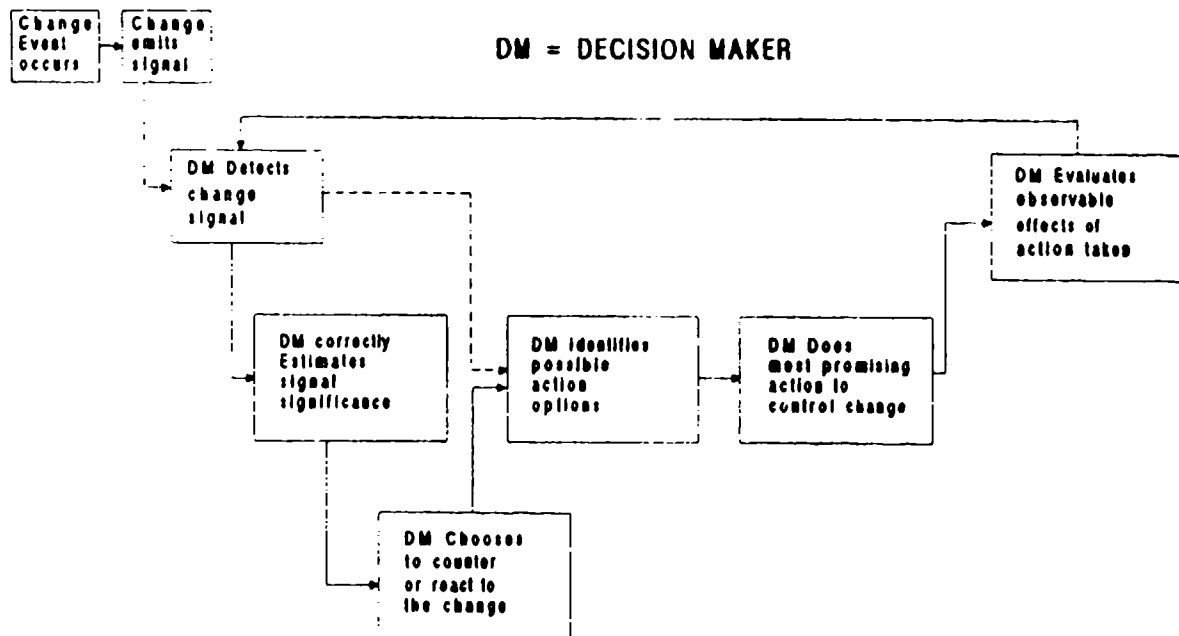 Change
Event
occurs
Change
emits
signal
DM = DECISION MAKER
DM Detects
change
signal
DM Evaluates
observable
effects of
action taken
DM correctly
Estimates
signal
significance
DM identifies
possible
action
options
DM Does
most promising
action to
control change
DM Chooses
to counter
or react to
the change